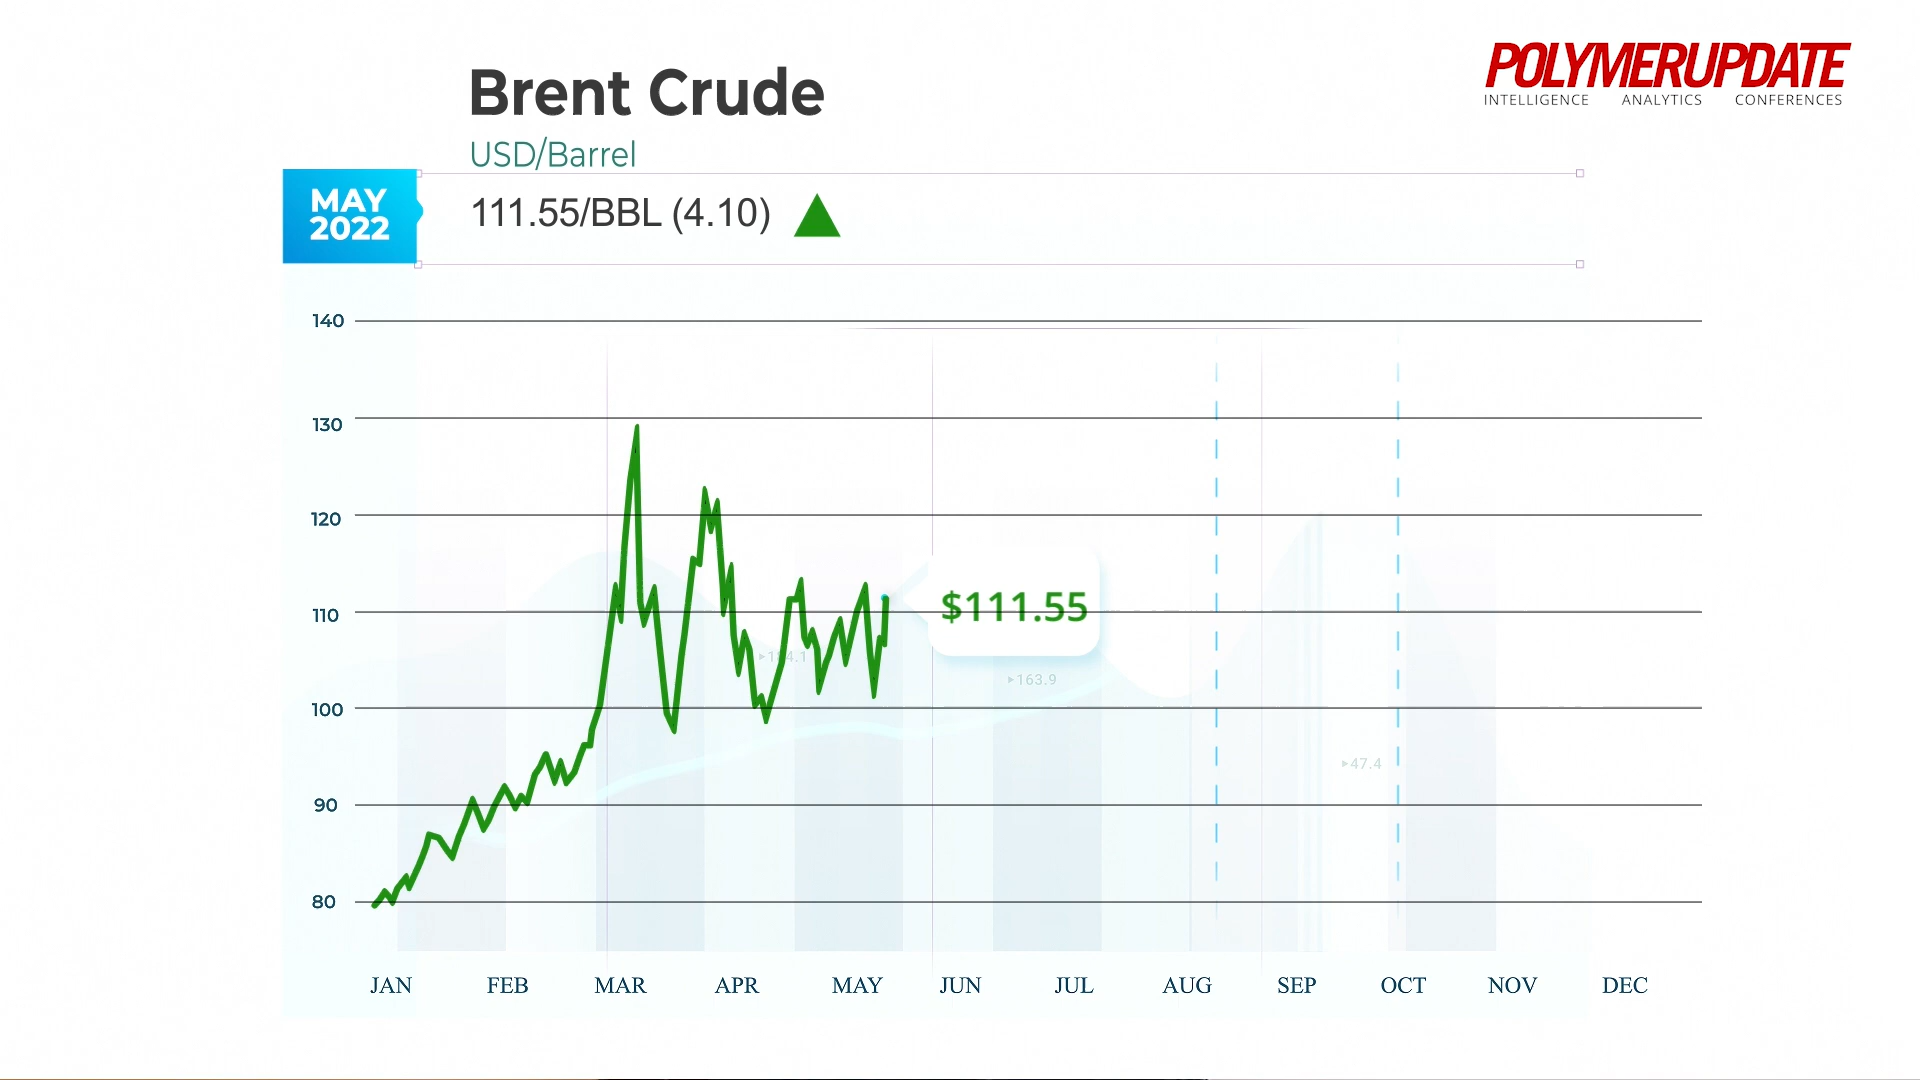 POLYMERUPDATE
INTELLIGENCE ANALYTICS CONFERENCES
Brent Crude
USD/Barrel
MAY
2022
111.55/BBL (4.10)
140
130
120
110
100
90
80
$111.55
163.9
47.4
JAN FEB MAR APR MAY JUN JUL AUG SEP OCT NOV DEC